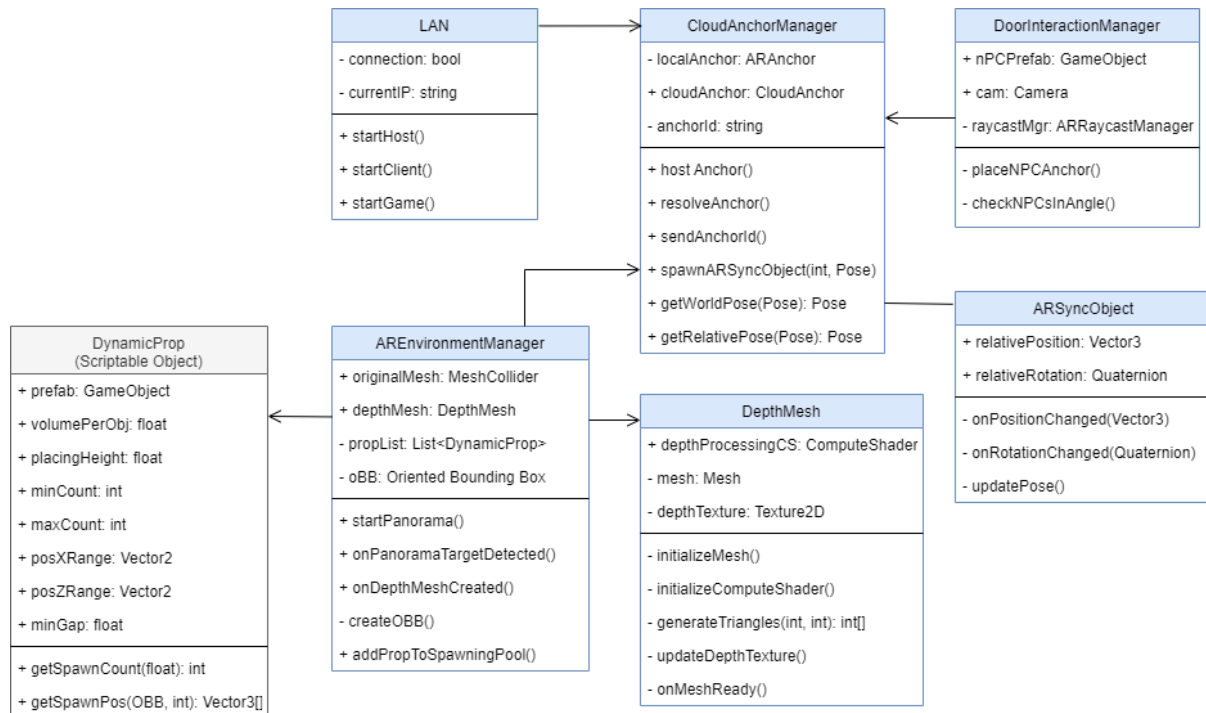 LAN
- connection: bool
- currentIP: string
+ startHost()
+ startClient()
+ startGame()
CloudAnchorManager
- localAnchor: ARAnchor
+ cloudAnchor: CloudAnchor
- anchorId: string
+ host Anchor()
+ resolveAnchor()
+ sendAnchorId()
+ spawnARSyncObject(int, Pose)
+ getWorldPose(Pose): Pose
+ getRelativePose(Pose): Pose
DoorInteractionManager
+ nPCPrefab: GameObject
+ cam: Camera
- raycastMgr: ARRaycastManager
- placeNPCAnchor()
- checkNPCsInAngle()
DynamicProp
(Scriptable Object)
+ prefab: GameObject
+ volumePerObj: float
+ placingHeight: float
+ minCount: int
+ maxCount: int
+ posXRange: Vector2
+ posZRange: Vector2
+ minGap: float
+ getSpawnCount(float): int
+ getSpawnPos(OBB, int): Vector3[]
AREnvironmentManager
+ originalMesh: MeshCollider
+ depthMesh: DepthMesh
- propList: List<DynamicProp>
- oBB: Oriented Bounding Box
+ startPanorama()
+ onPanoramaTargetDetected()
+ onDepthMeshCreated()
- createOBB()
+ addPropToSpawningPool()
DepthMesh
+ depthProcessingCS: ComputeShader
- mesh: Mesh
- depthTexture: Texture2D
- initializeMesh()
- initializeComputeShader()
- generateTriangles(int, int): int[]
- updateDepthTexture()
- onMeshReady()
ARSyncObject
+ relativePosition: Vector3
+ relativeRotation: Quaternion
- onPositionChanged(Vector3)
- onRotationChanged(Quaternion)
- updatePose()